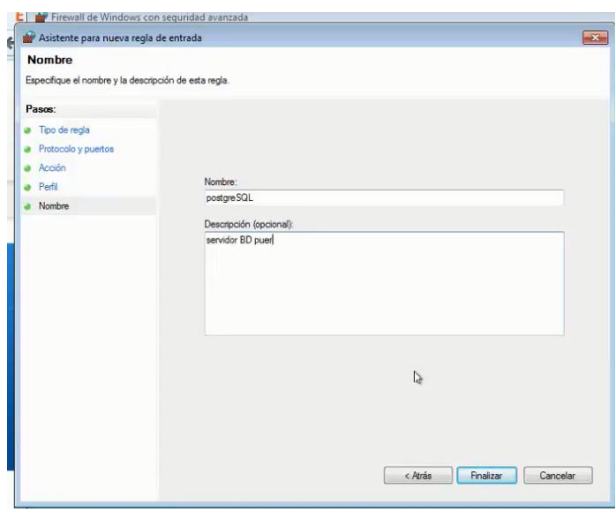 Firewall de Windows con seguridad avanzada
Asistente para nueva regla de entrada
Nombre
Especifique el nombre y la descripción de esta regla.
Pasos:
Tipo de regla
Protocolo y puertos
Acción
Perfil
Nombre
Nombre:
postgreSQL
Descripción (opcional):
servidor BD puer
< Atrás
Finalizar
Cancelar